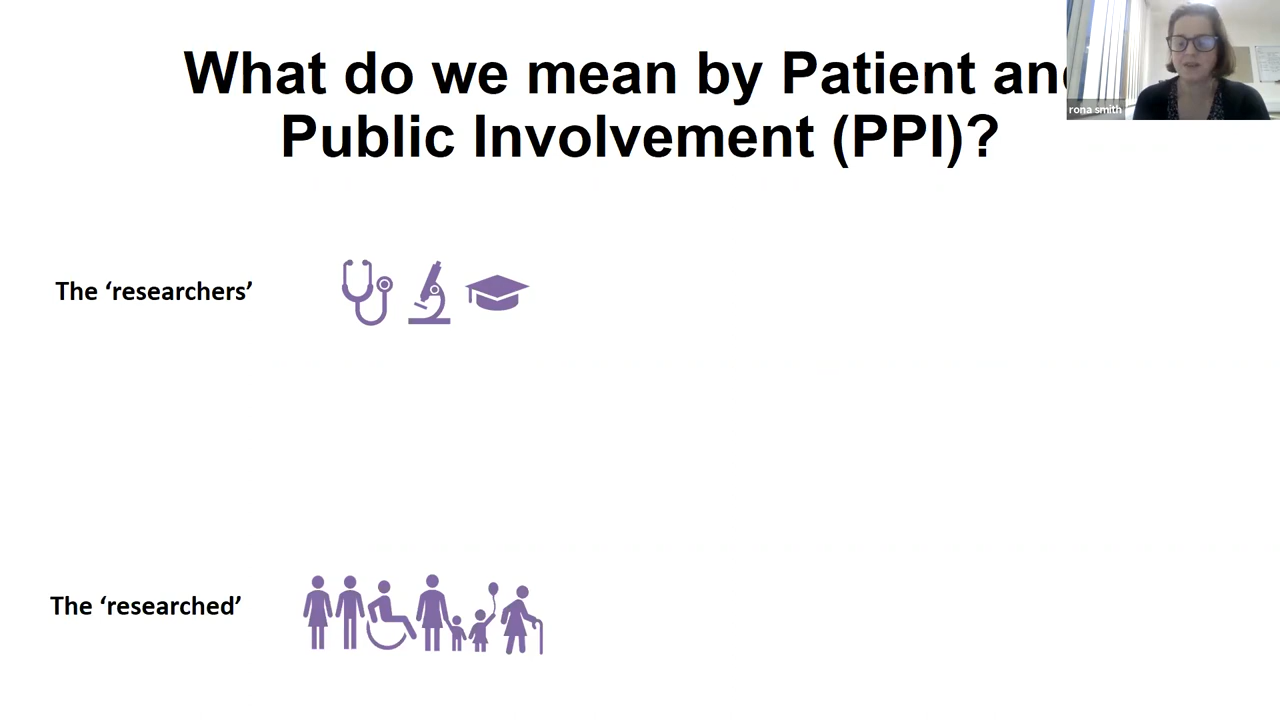 What do we mean by Patient an
Public Involvement (PPI)?
rona smith
The ‘researchers’
The ‘researched’